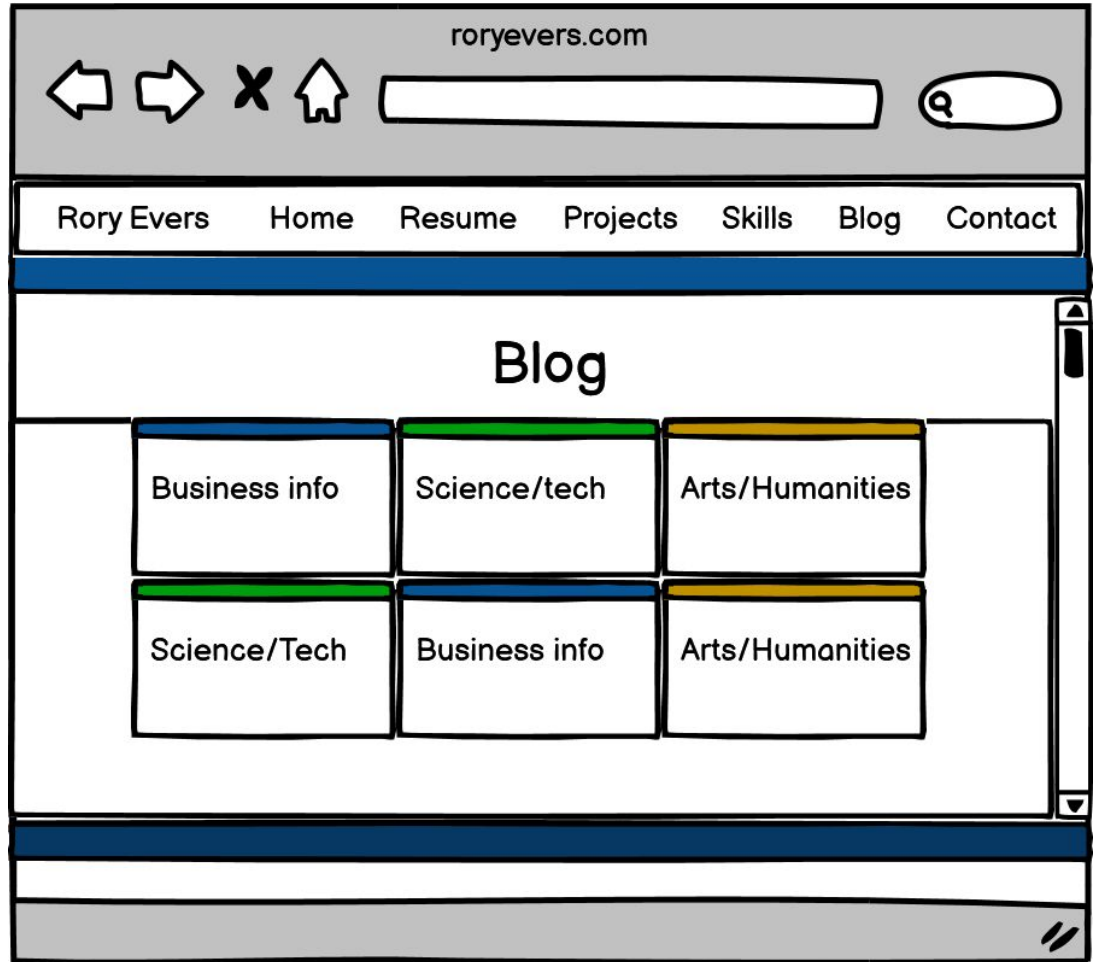 roryevers.com
Rory Evers Home Resume Projects Skills Blog Contact
Blog
Business info Science/tech Arts/Humanities
Science/Tech Business info Arts/Humanities